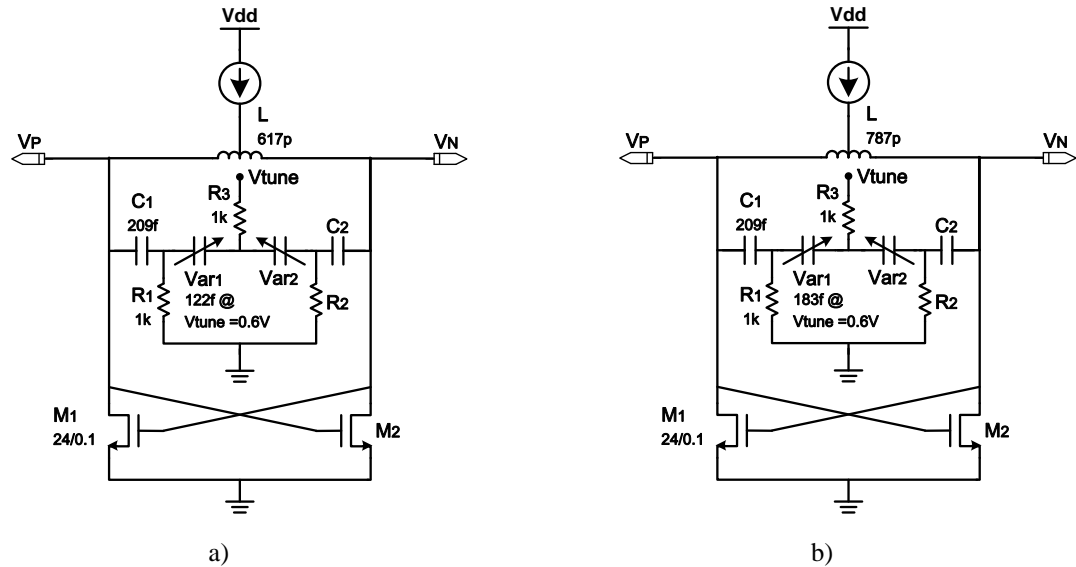 Vdd
L
617p
VP
VN
Vtune
R3
1k
C1
209f
C2
Var1
122f @
Vtune =0.6V
Var2
R1
1k
R2
M1
24/0.1
M2
a)
Vdd
L
787p
VP
VN
Vtune
R3
1k
C1
209f
C2
Var1
183f @
Vtune =0.6V
Var2
R1
1k
R2
M1
24/0.1
M2
b)